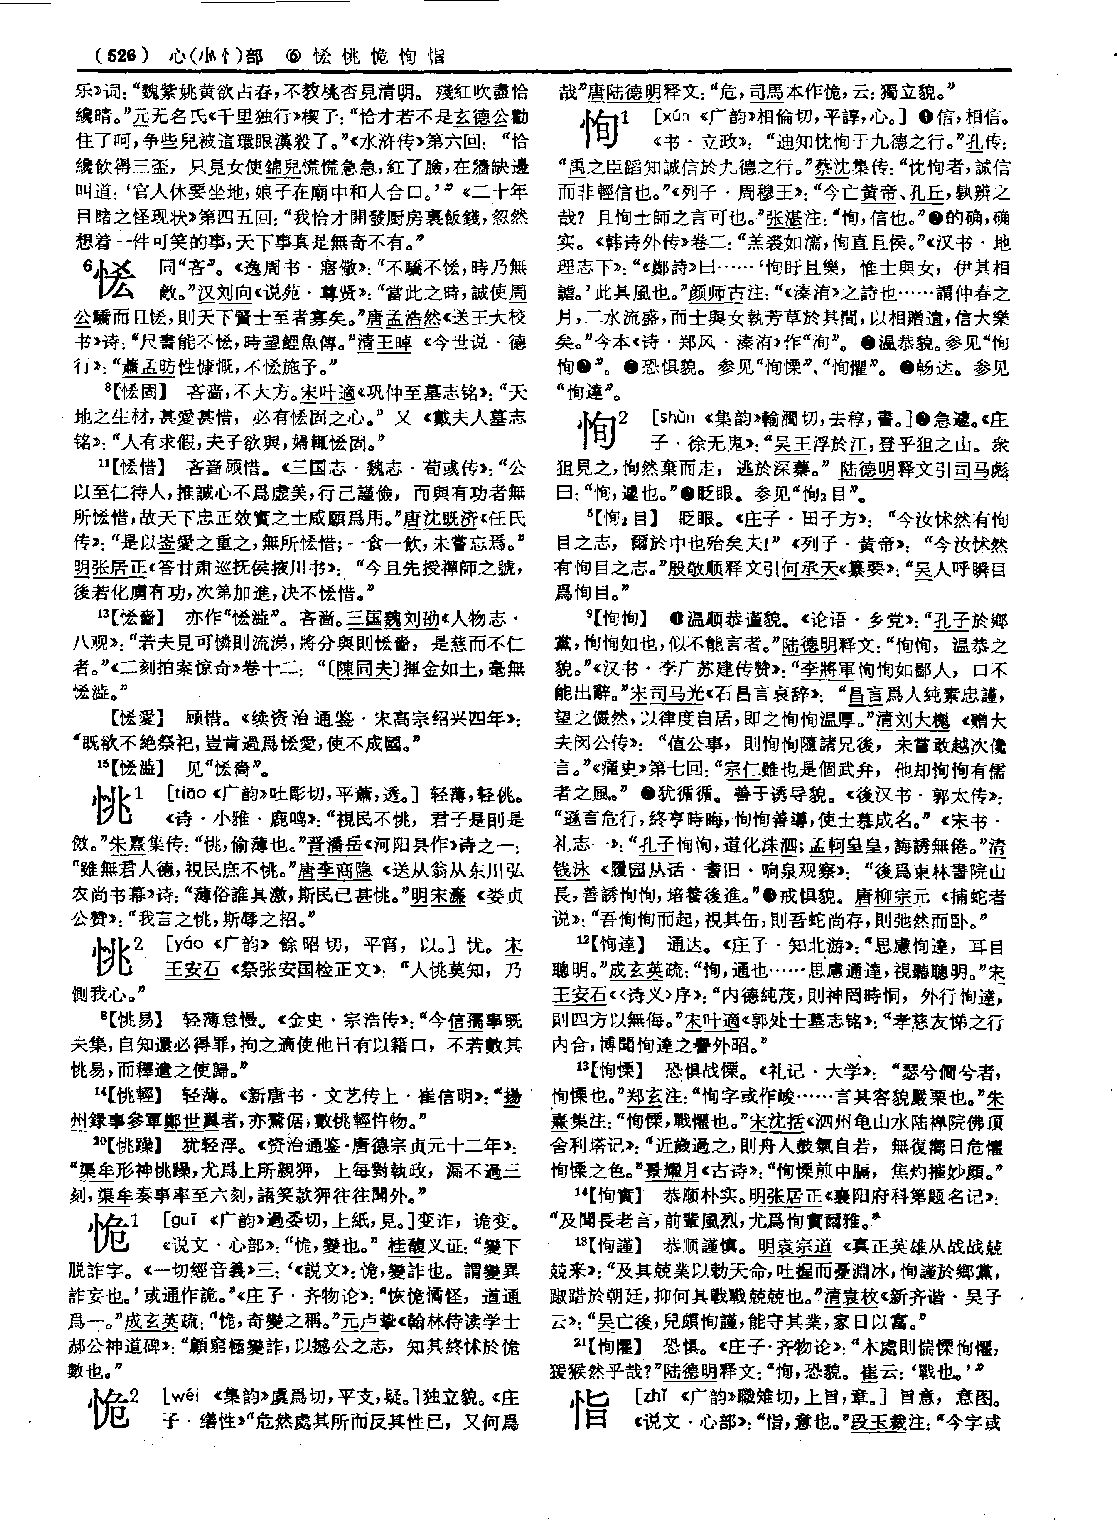 (526) 心(㣺忄)部 ⑥ 恡恌恑恂恉
乐》词：“魏紫姚黄欲占春，不教桃杏見清明。殘紅吹盡恰
纔晴。”元无名氏《千里独行》楔子：“恰才若不是玄德公勸
住了呵，争些兒被這環眼漢殺了。”《水浒传》第六回：“恰
纔飲得三盃，只見女使錦兒慌慌急急，紅了臉，在牆缺邊
叫道：‘官人休要坐地，娘子在廟中和人合口。’”《二十年
目睹之怪现状》第四五回：“我恰才開發厨房裏飯錢，忽然
想着一件可笑的事，天下事真是無奇不有。”
6恡 同“吝”。《逸周书·寤儆》：“不驕不恡，時乃無
敵。”汉刘向《说苑·尊贤》：“當此之時，誠使周
公驕而且恡，則天下賢士至者寡矣。”唐孟浩然《送王大校
书》诗：“尺書能不恡，時望鯉魚傳。”清王晫《今世说·德
行》：“蕭孟昉性慷慨，不恡施予。”
8【恡固】 吝啬，不大方。宋叶適《巩仲至墓志铭》：“天
地之生材，甚愛甚惜，必有恡固之心。”又《戴夫人墓志
铭》：“人有求假，夫子欲與，婦輒恡固。”
11【恡惜】 吝啬顾惜。《三国志·魏志·荀彧传》：“公
以至仁待人，推誠心不爲虚美，行己謹儉，而與有功者無
所恡惜，故天下忠正效實之士咸願爲用。”唐沈既济《任氏
传》：“是以崟愛之重之，無所恡惜；一食一飲，未嘗忘焉。”
明张居正《答甘肃巡抚侯掖川书》：“今且先授禪師之號，
後若化虜有功，次第加進，决不恡惜。”
13【恡嗇】 亦作“恡澁”。吝啬。三国魏刘劭《人物志·
八观》：“若夫見可憐則流涕，將分與則恡嗇，是慈而不仁
者。”《二刻拍案惊奇》卷十二：“〔陳同夫〕揮金如土，毫無
恡澁。”
【恡愛】 顾惜。《续资治通鉴·宋高宗绍兴四年》：
“既欲不絶祭祀，豈肯過爲恡愛，使不成國。”
15【恡澁】 见“恡嗇”。
恌1 [tiāo《广韵》吐彫切，平蕭，透。] 轻薄，轻佻。
《诗·小雅·鹿鸣》：“視民不恌，君子是則是
傚。”朱熹集传：“恌，偷薄也。”晋潘岳《河阳县作》诗之一：
“雖無君人德，視民庶不恌。”唐李商隐《送从翁从东川弘
农尚书幕》诗：“薄俗誰其激，斯民已甚恌。”明宋濂《娄贞
公赞》：“我言之恌，斯辱之招。”
恌2 [yáo《广韵》餘昭切，平宵，以。] 忧。宋
王安石《祭张安国检正文》：“人恌莫知，乃
惻我心。”
8【恌易】 轻薄怠慢。《金史·宗浩传》：“今信孺事既
未集，自知還必得罪，拘之適使他日有以籍口，不若數其
恌易，而釋遣之使歸。”
14【恌輕】 轻薄。《新唐书·文艺传上·崔信明》：“揚
州録事參軍鄭世翼者，亦驁倨，數恌輕忤物。”
20【恌躁】 犹轻浮。《资治通鉴·唐德宗贞元十二年》：
“渠牟形神恌躁，尤爲上所親狎，上每對執政，漏不過三
刻，渠牟奏事率至六刻，語笑款狎往往聞外。”
恑1 [guǐ《广韵》過委切，上紙，見。]变诈，诡变。
《说文·心部》：“恑，變也。”桂馥义证：“變下
脱詐字。《一切經音義》三：‘《説文》：恑，變詐也。謂變異
詐妄也。’或通作詭。”《庄子·齐物论》：“恢恑憰怪，道通
爲一。”成玄英疏：“恑，奇變之稱。”元卢挚《翰林侍读学士
郝公神道碑》：“顧窮極變詐，以撼公之志，知其終怵於恑
數也。”
恑2 [wéi《集韵》虞爲切，平支，疑。]独立貌。《庄
子·缮性》“危然處其所而反其性已，又何爲
哉”唐陆德明释文：“危，司馬本作恑，云：獨立貌。”
恂1 [xún《广韵》相倫切，平諄，心。] ❶信，相信。
《书·立政》：“迪知忱恂于九德之行。”孔传：
“禹之臣蹈知誠信於九德之行。”蔡沈集传：“忱恂者，誠信
而非輕信也。”《列子·周穆王》：“今亡黄帝、孔丘，孰辨之
哉？且恂士師之言可也。”张湛注：“恂，信也。”❷的确，确
实。《韩诗外传》卷二：“羔裘如濡，恂直且侯。”《汉书·地
理志下》：“《鄭詩》曰……‘恂盱且樂，惟士與女，伊其相
謔。’此其風也。”颜师古注：“《溱洧》之詩也……謂仲春之
月，二水流盛，而士與女執芳草於其間，以相贈遺，信大樂
矣。”今本《诗·郑风·溱洧》作“洵”。❸温恭貌。参见“恂
恂❶”。❹恐惧貌。参见“恂慄”、“恂懼”。❺畅达。参见
“恂達”。
恂2 [shùn《集韵》輸閏切，去稕，書。]❶急遽。《庄
子·徐无鬼》：“吴王浮於江，登乎狙之山。衆
狙見之，恂然棄而走，逃於深蓁。”陆德明释文引司马彪
曰：“恂，遽也。”❷眨眼。参见“恂2目”。
5【恂2目】 眨眼。《庄子·田子方》：“今汝怵然有恂
目之志，爾於中也殆矣夫！”《列子·黄帝》：“今汝怵然
有恂目之志。”殷敬顺释文引何承天《纂要》：“吴人呼瞬目
爲恂目。”
9【恂恂】 ❶温顺恭谨貌。《论语·乡党》：“孔子於鄉
黨，恂恂如也，似不能言者。”陆德明释文：“恂恂，温恭之
貌。”《汉书·李广苏建传赞》：“李將軍恂恂如鄙人，口不
能出辭。”宋司马光《石昌言哀辞》：“昌言爲人純素忠謹，
望之儼然，以律度自居，即之恂恂温厚。”清刘大櫆《赠大
夫闵公传》：“值公事，則恂恂隨諸兄後，未嘗敢越次儳
言。”《痛史》第七回：“宗仁雖也是個武弁，他却恂恂有儒
者之風。”❷犹循循。善于诱导貌。《後汉书·郭太传》：
“遜言危行，終亨時晦，恂恂善導，使士慕成名。”《宋书·
礼志一》：“孔子恂恂，道化洙泗；孟軻皇皇，誨誘無倦。”清
钱泳《履园丛话·耆旧·响泉观察》：“後爲東林書院山
長，善誘恂恂，培養後進。”❸戒惧貌。唐柳宗元《捕蛇者
说》：“吾恂恂而起，視其缶，則吾蛇尚存，則弛然而卧。”
12【恂達】 通达。《庄子·知北游》：“思慮恂達，耳目
聰明。”成玄英疏：“恂，通也……思慮通達，視聽聰明。”宋
王安石《〈诗义〉序》：“内德純茂，則神罔時恫，外行恂達，
則四方以無侮。”宋叶適《郭处士墓志铭》：“孝慈友悌之行
内合，博聞恂達之譽外昭。”
13【恂慄】 恐惧战慄。《礼记·大学》：“瑟兮僩兮者，
恂慄也。”郑玄注：“恂字或作峻……言其容貌嚴栗也。”朱
熹集注：“恂慄，戰懼也。”宋沈括《泗州龟山水陆禅院佛顶
舍利塔记》：“近歲過之，則舟人鼓氣自若，無復嚮日危懼
恂慄之色。”景耀月《古诗》：“恂慄煎中膈，焦灼摧妙顔。”
14【恂實】 恭顺朴实。明张居正《襄阳府科第题名记》：
“及聞長老言，前輩風烈，尤爲恂實爾雅。”
18【恂謹】 恭顺謹慎。明袁宗道《真正英雄从战战兢
兢来》：“及其兢業以勅天命，吐握而憂淵冰，恂謹於鄉黨，
踧踖於朝廷，抑何其戰戰兢兢也。”清袁枚《新齐谐·吴子
云》：“吴亡後，兒頗恂謹，能守其業，家日以富。”
21【恂懼】 恐惧。《庄子·齐物论》：“木處則惴慄恂懼，
猨猴然乎哉？”陆德明释文：“恂，恐貌。崔云：‘戰也。’”
恉 [zhǐ《广韵》職雉切，上旨，章。] 旨意，意图。
《说文·心部》：“恉，意也。”段玉裁注：“今字或